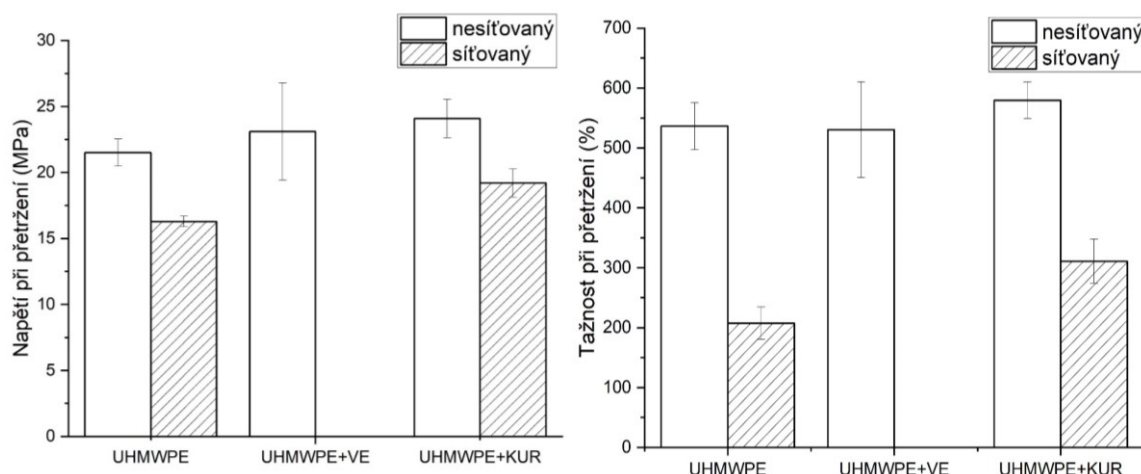 nesíťovaný
síťovaný
30
25
20
15
10
5
0
Napětí při přetržení (MPa)
UHMWPE
UHMWPE+VE
UHMWPE+KUR
nesíťovaný
síťovaný
700
600
500
400
300
200
100
0
Tažnost při přetržení (%)
UHMWPE
UHMWPE+VE
UHMWPE+KUR